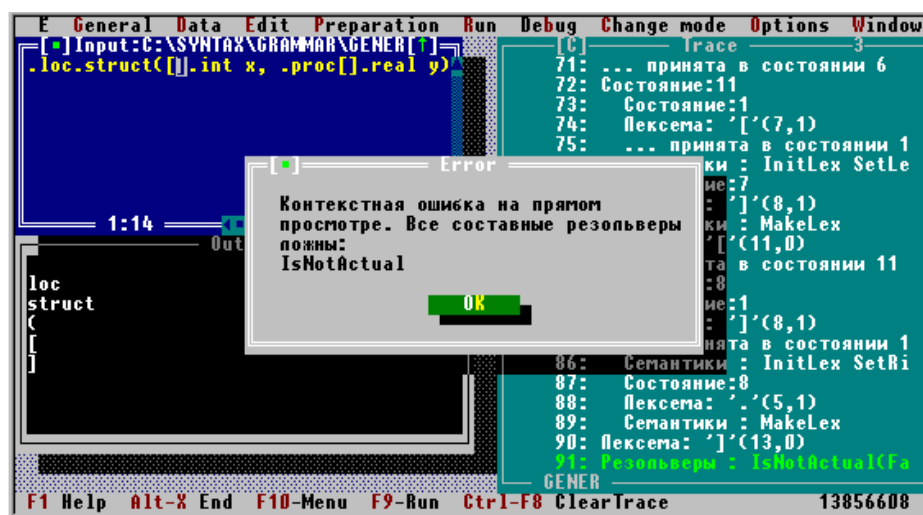 E General Data Edit Preparation Run Debug Change mode Options Window
[■]Input:C:\SYNTAX\GRAMMAR\GENER[↑]
.loc.struct([].int x, .proc[].real y)
1:14
Out
loc
struct
(
[
]
[C] Trace 3
71: ... принята в состоянии 6
72: Состояние:11
73: Состояние:1
74: Лексема: '['(7,1)
75: ... принята в состоянии 1
ки : InitLex SetLe
ие:7
: ']'(8,1)
ки : MakeLex
'['(11,0)
та в состоянии 11
:8
ие:1
: ']'(8,1)
нята в состоянии 1
86: Семантики : InitLex SetRi
87: Состояние:8
88: Лексема: '.'(5,1)
89: Семантики : MakeLex
90: Лексема: ']'(13,0)
91: Резольверы : IsNotActual(Fa
GENER
[■] Error
Контекстная ошибка на прямом
просмотре. Все составные резольверы
ложны:
IsNotActual
OK
F1 Help Alt-X End F10-Menu F9-Run Ctrl-F8 ClearTrace 13856608